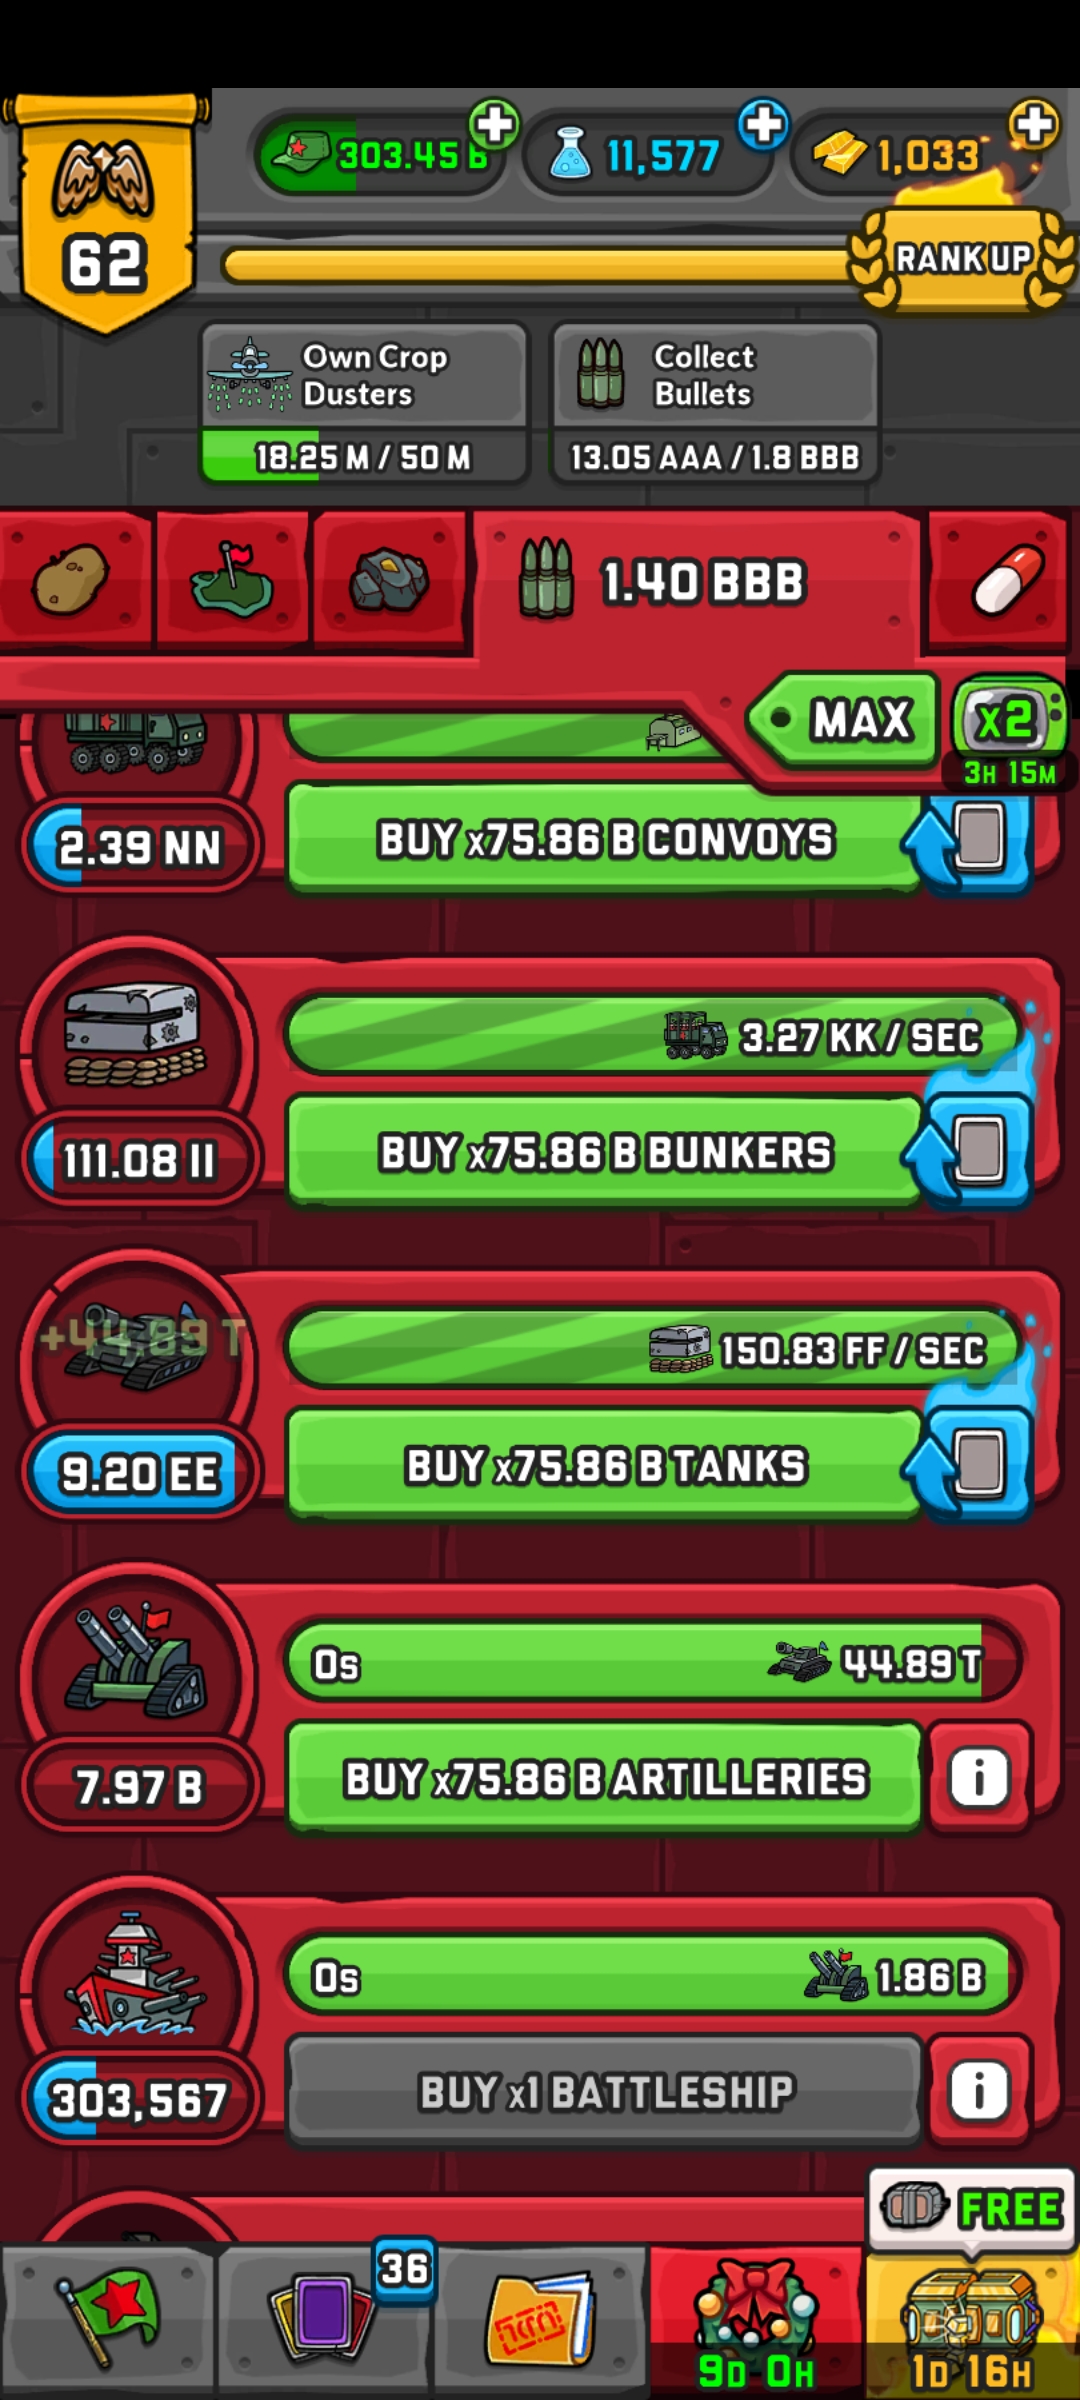 303.45 B
11,577
1,033
62
RANK UP
Own Crop
Dusters
18.25 M / 50 M
Collect
Bullets
13.05 AAA / 1.8 BBB
1.40 BBB
MAX
x2
3H 15M
2.39 NN
BUY x75.86 B CONVOYS
3.27 KK / SEC
111.08 II
BUY x75.86 B BUNKERS
+44.89 T
150.83 FF / SEC
9.20 EE
BUY x75.86 B TANKS
0s
44.89 T
7.97 B
BUY x75.86 B ARTILLERIES
i
0s
1.86 B
303,567
BUY x1 BATTLESHIP
i
FREE
36
9D 0H
1D 16H